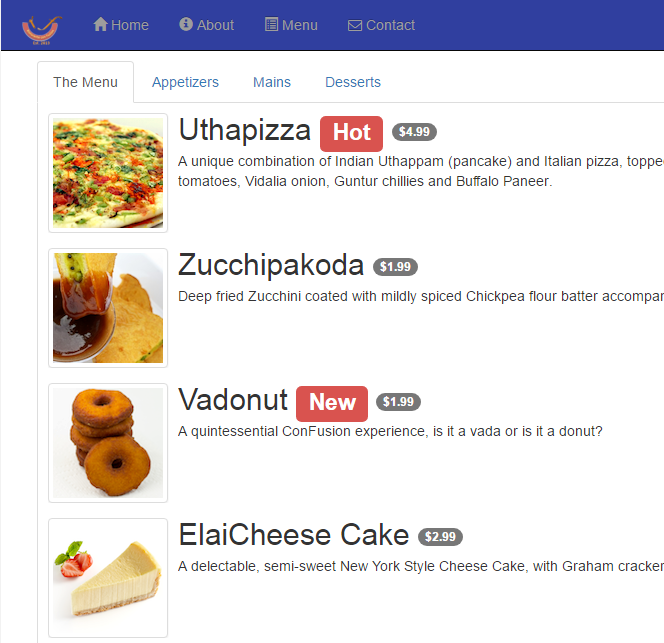 Home About Menu Contact
The Menu Appetizers Mains Desserts
Uthapizza Hot $4.99
A unique combination of Indian Uthappam (pancake) and Italian pizza, toppe
tomatoes, Vidalia onion, Guntur chillies and Buffalo Paneer.
Zucchipakoda $1.99
Deep fried Zucchini coated with mildly spiced Chickpea flour batter accompa
Vadonut New $1.99
A quintessential ConFusion experience, is it a vada or is it a donut?
ElaiCheese Cake $2.99
A delectable, semi-sweet New York Style Cheese Cake, with Graham cracker